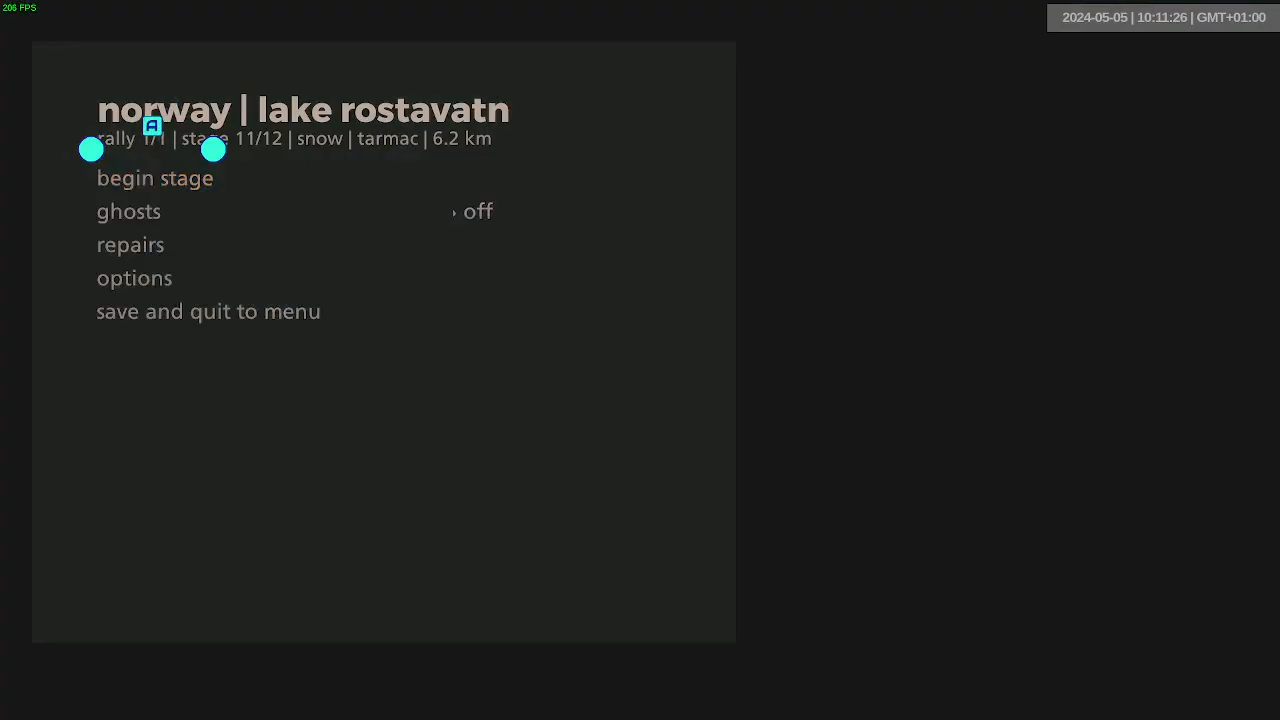 206 FPS
2024-05-05 | 10:11:26 | GMT+01:00
norway | lake rostavatn
A
rally 1/1 | stage 11/12 | snow | tarmac | 6.2 km
begin stage
ghosts › off
repairs
options
save and quit to menu